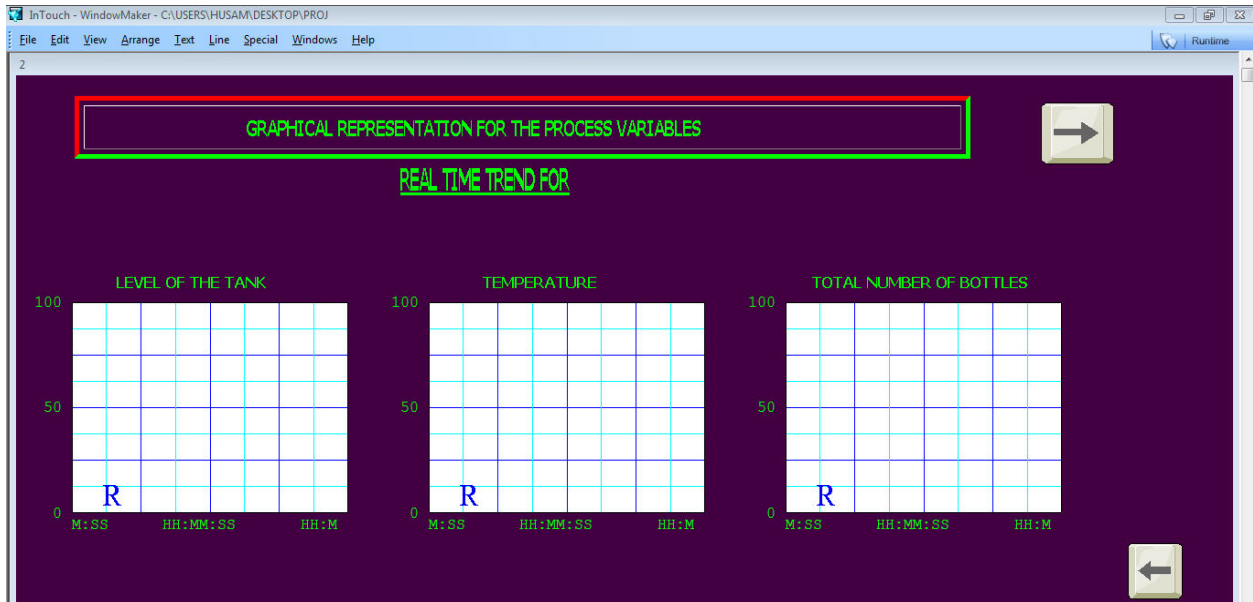 InTouch - WindowMaker - C:\USERS\HUSAM\DESKTOP\PROJ
File Edit View Arrange Text Line Special Windows Help Runtime
2
GRAPHICAL REPRESENTATION FOR THE PROCESS VARIABLES
REAL TIME TREND FOR
LEVEL OF THE TANK TEMPERATURE TOTAL NUMBER OF BOTTLES
100 100 100
50 50 50
R R R
0 0 0
M:SS HH:MM:SS HH:M M:SS HH:MM:SS HH:M M:SS HH:MM:SS HH:M